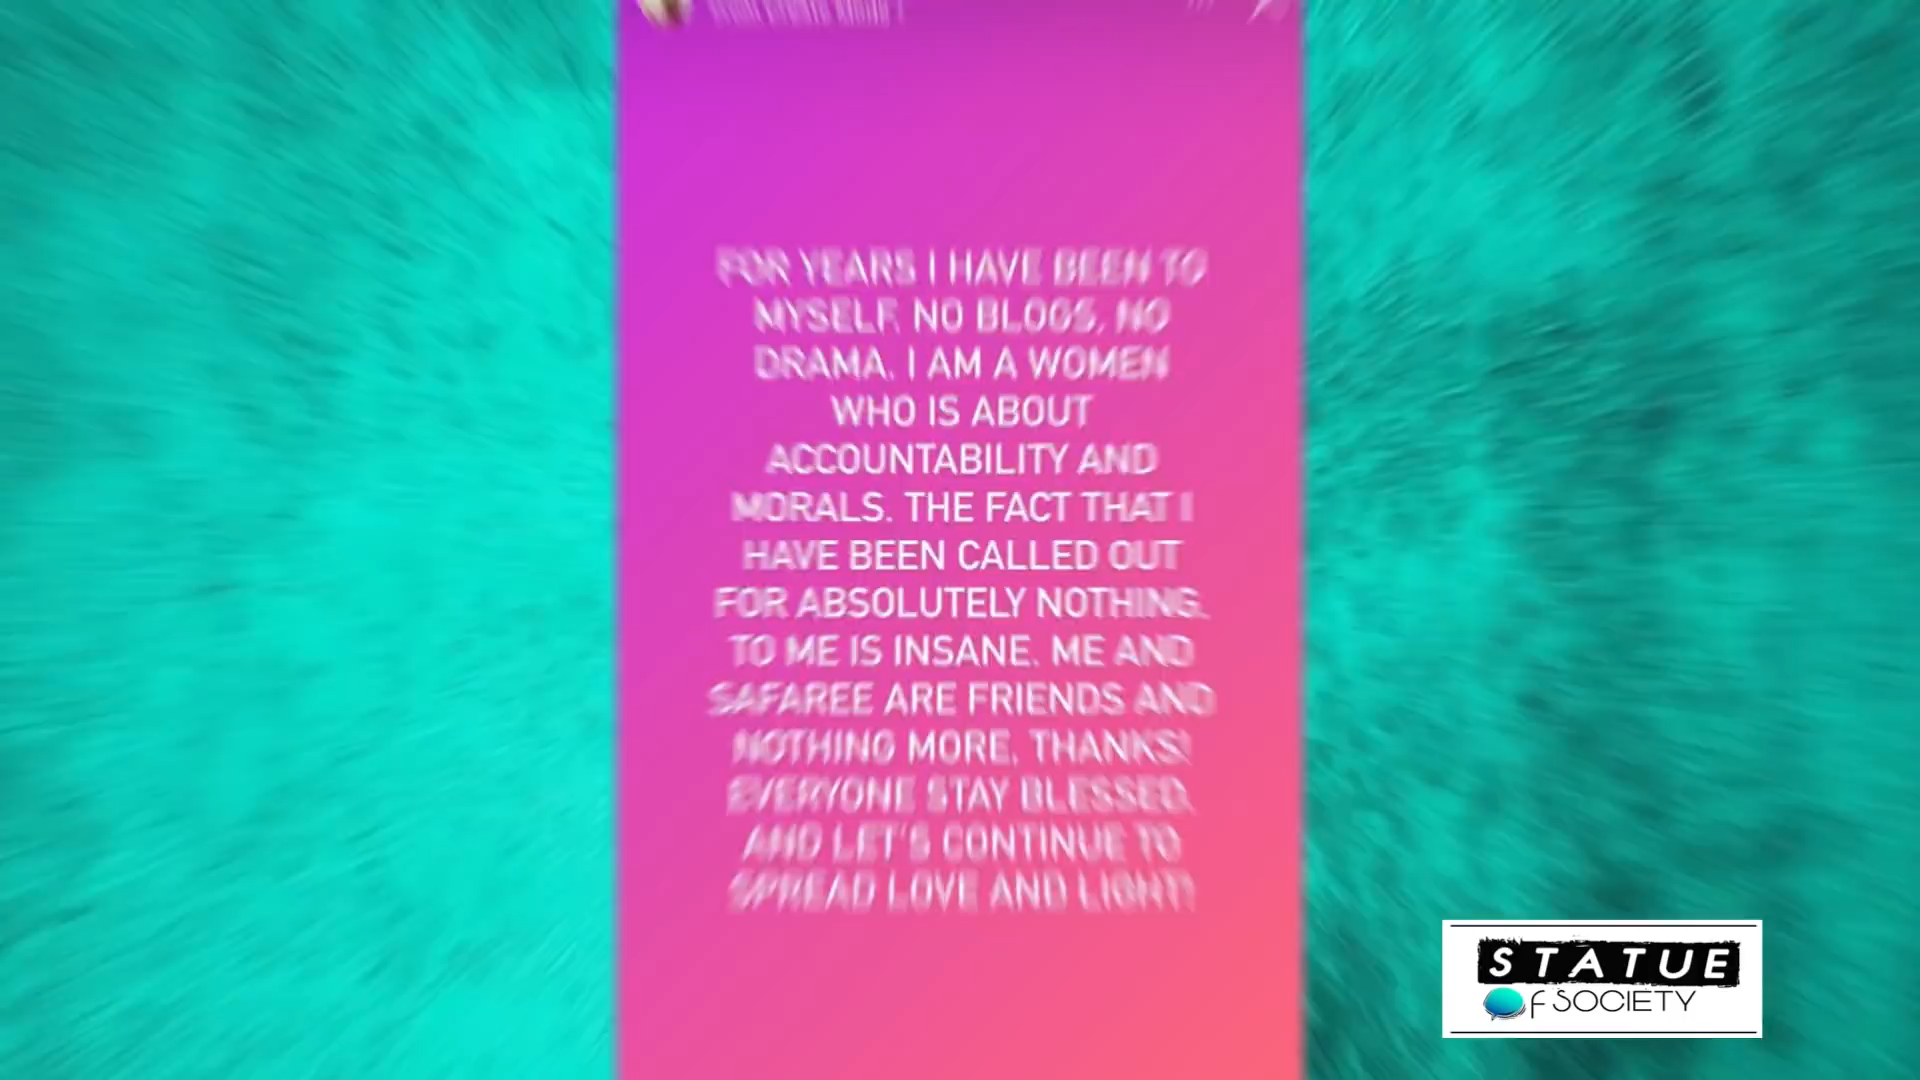 FOR YEARS I HAVE BEEN TO
MYSELF. NO BLOGS, NO
DRAMA. I AM A WOMEN
WHO IS ABOUT
ACCOUNTABILITY AND
MORALS. THE FACT THAT I
HAVE BEEN CALLED OUT
FOR ABSOLUTELY NOTHING.
TO ME IS INSANE. ME AND
SAFAREE ARE FRIENDS AND
NOTHING MORE. THANKS!
EVERYONE STAY BLESSED.
AND LET'S CONTINUE TO
SPREAD LOVE AND LIGHT!
STATUE
OF SOCIETY